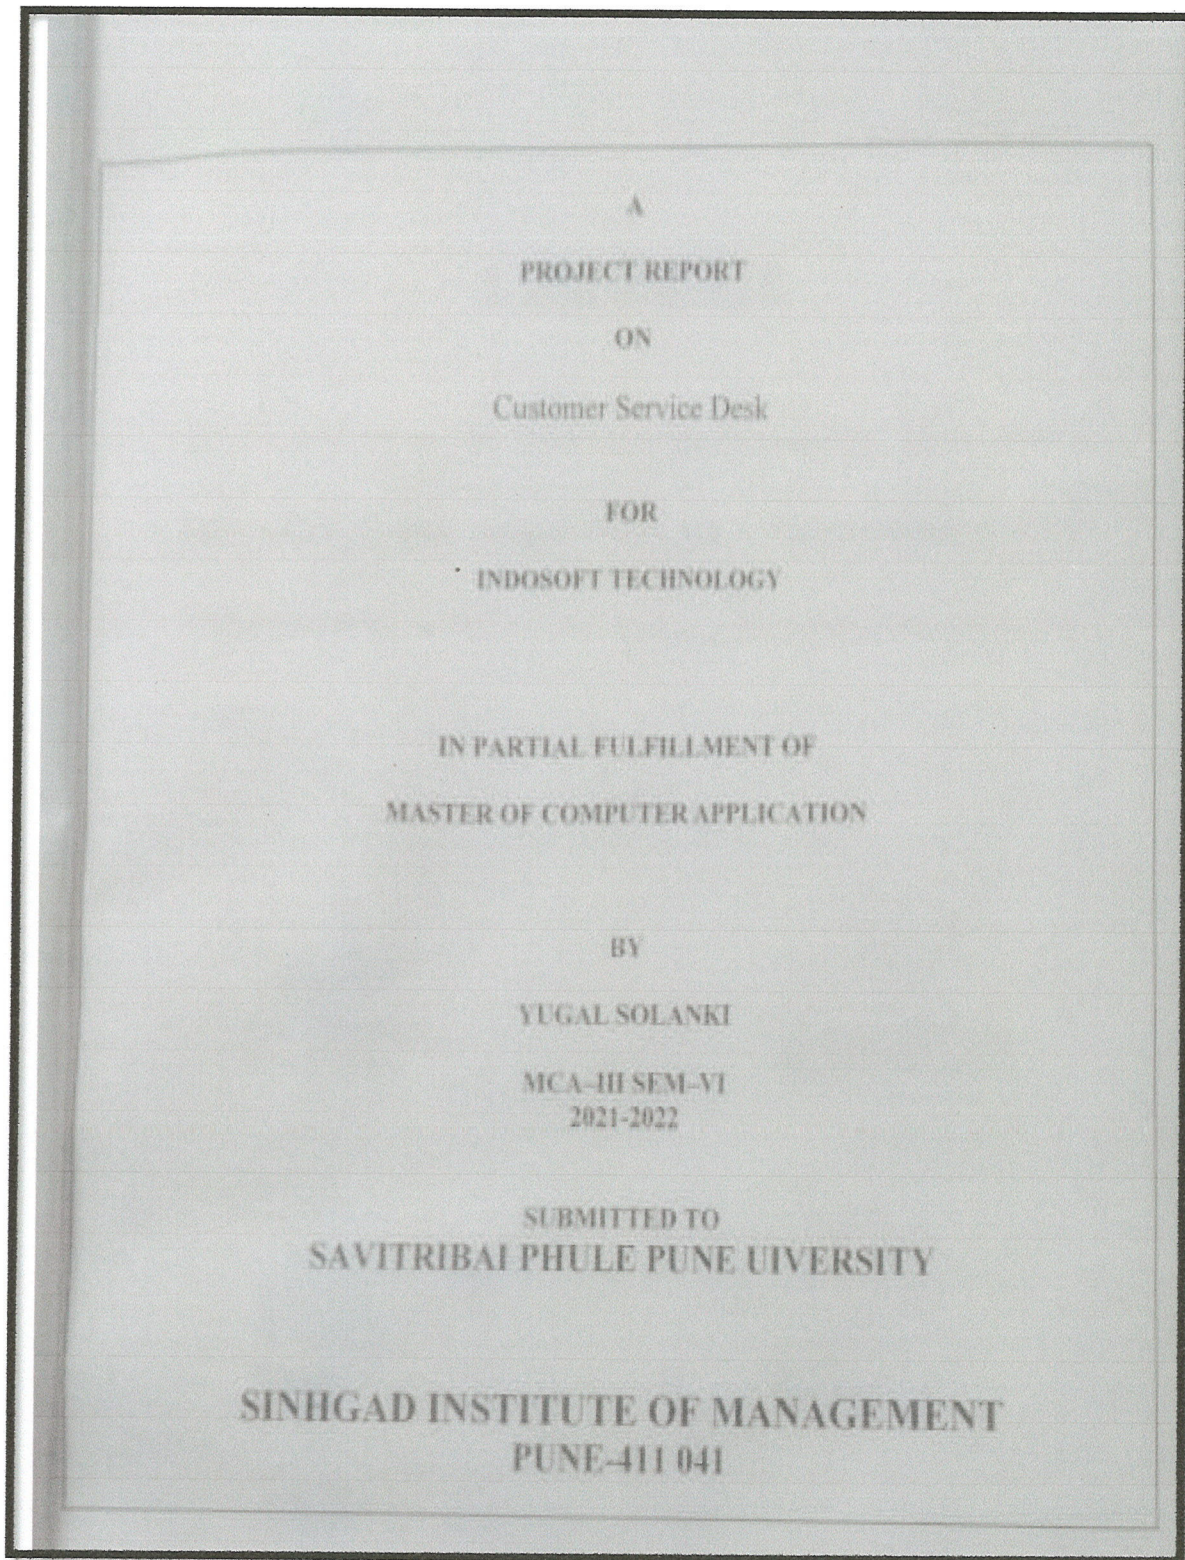 A
PROJECT REPORT
ON
Customer Service Desk
FOR
INDOSOFT TECHNOLOGY
IN PARTIAL FULFILLMENT OF
MASTER OF COMPUTER APPLICATION
BY
YUGAL SOLANKI
MCA–III SEM–VI
2021-2022
SUBMITTED TO
SAVITRIBAI PHULE PUNE UIVERSITY
SINHGAD INSTITUTE OF MANAGEMENT
PUNE-411 041